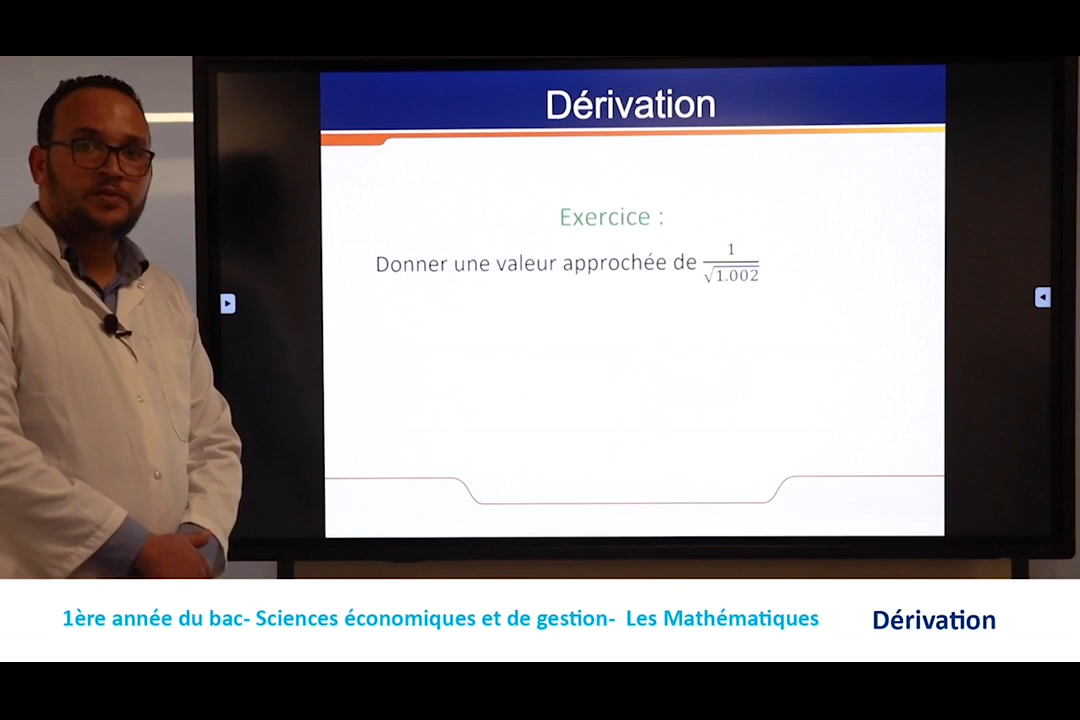 Dérivation
Exercice :
Donner une valeur approchée de 1/√1.002
1ère année du bac- Sciences économiques et de gestion- Les Mathématiques
Dérivation